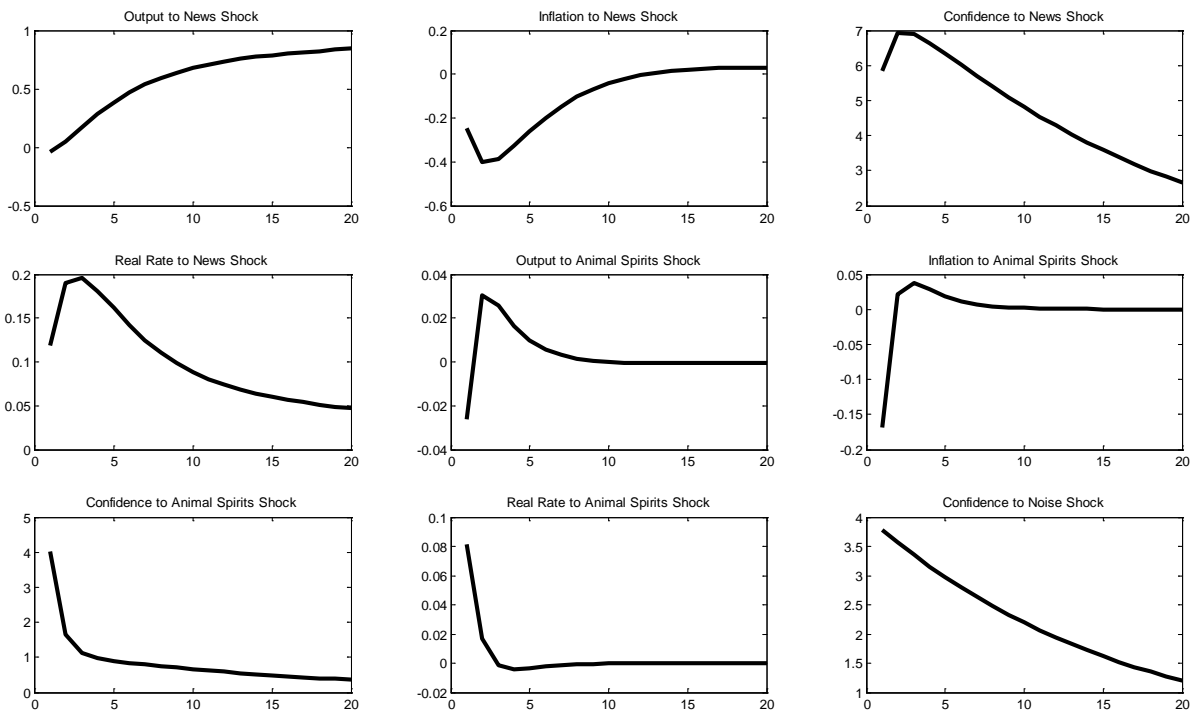 Output to News Shock
1
0.5
0
-0.5
0 5 10 15 20
Inflation to News Shock
0.2
0
-0.2
-0.4
-0.6
0 5 10 15 20
Confidence to News Shock
7
6
5
4
3
2
0 5 10 15 20
Real Rate to News Shock
0.2
0.15
0.1
0.05
0
0 5 10 15 20
Output to Animal Spirits Shock
0.04
0.02
0
-0.02
-0.04
0 5 10 15 20
Inflation to Animal Spirits Shock
0.05
0
-0.05
-0.1
-0.15
-0.2
0 5 10 15 20
Confidence to Animal Spirits Shock
5
4
3
2
1
0
0 5 10 15 20
Real Rate to Animal Spirits Shock
0.1
0.08
0.06
0.04
0.02
0
-0.02
0 5 10 15 20
Confidence to Noise Shock
4
3.5
3
2.5
2
1.5
1
0 5 10 15 20